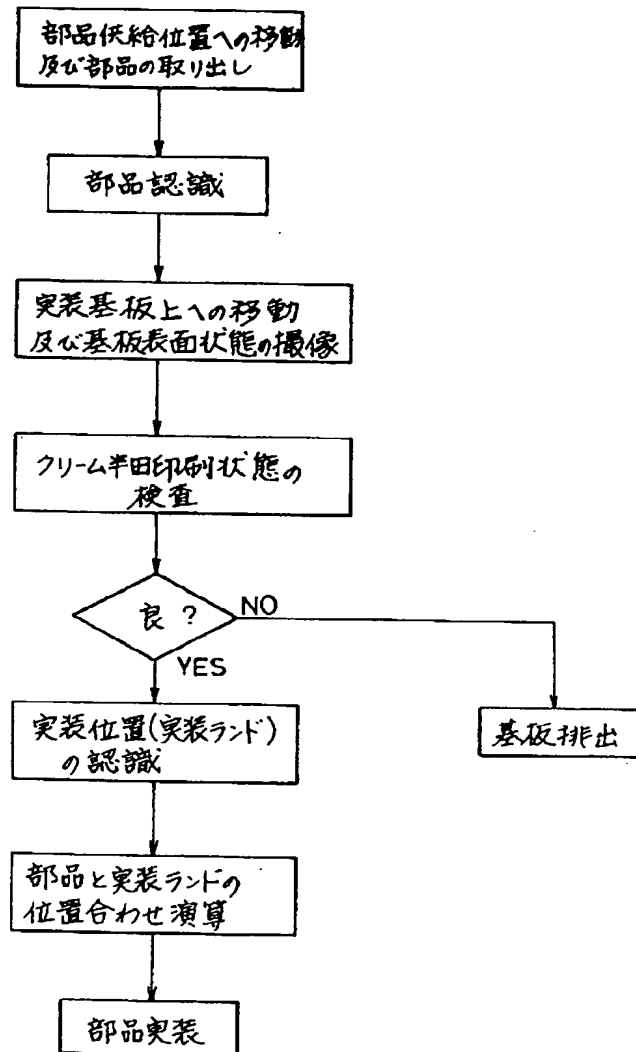 部品供給位置への移動
及び部品の取り出し
部品認識
実装基板上への移動
及び基板表面状態の撮像
クリーム半田印刷状態の
検査
良?
NO
YES
実装位置(実装ランド)
の認識
基板排出
部品と実装ランドの
位置合わせ演算
部品実装